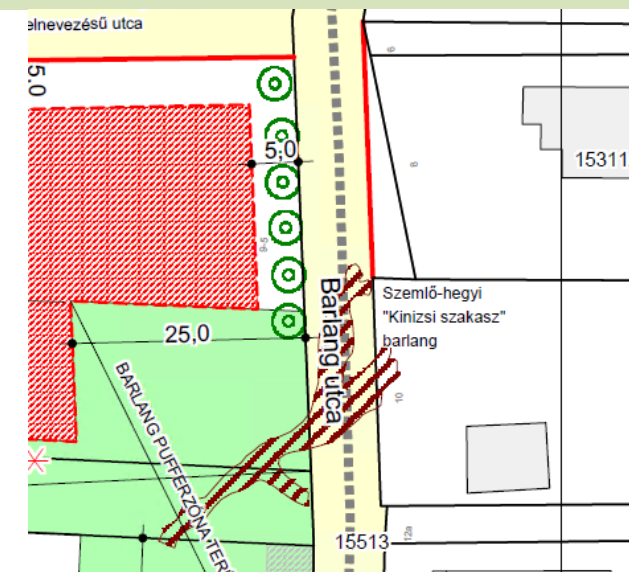 elnevezésű utca
5.0
6
5,0
15311
8
9-5
Szemlő-hegyi
"Kinizsi szakasz"
barlang
Barlang utca
25,0
10
BARLANG PUFFERZÓNA TERÜ
15513
12a